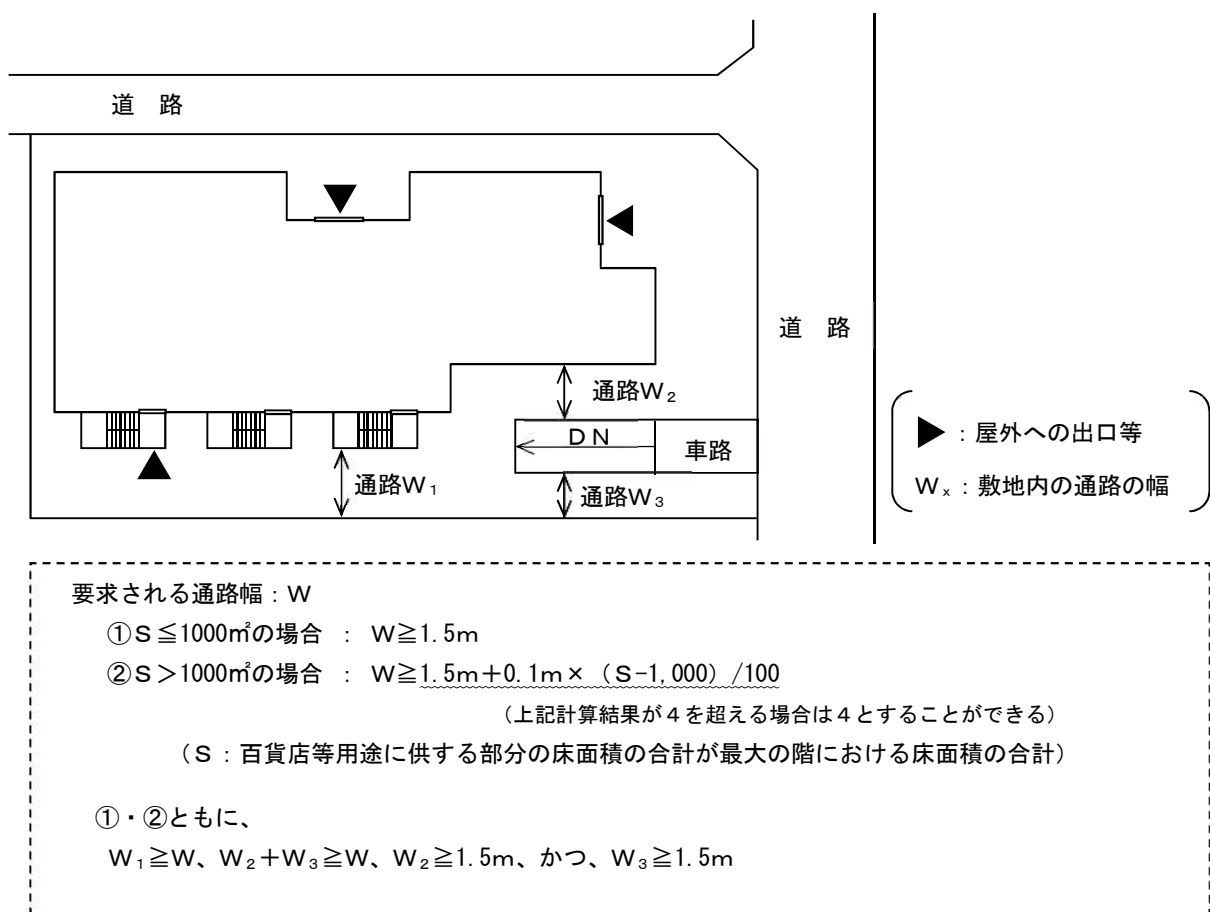 道　路
道　路
通路Ｗ₂
ＤＮ
車路
通路Ｗ₁
通路Ｗ₃
▶：屋外への出口等
Ｗₓ：敷地内の通路の幅
要求される通路幅：Ｗ
①Ｓ≦1000㎡の場合　：　Ｗ≧1.5ｍ
②Ｓ＞1000㎡の場合　：　Ｗ≧1.5ｍ＋0.1ｍ×（Ｓ-1,000）/100
（上記計算結果が４を超える場合は４とすることができる）
（Ｓ：百貨店等用途に供する部分の床面積の合計が最大の階における床面積の合計）
①・②ともに、
Ｗ₁≧Ｗ、Ｗ₂＋Ｗ₃≧Ｗ、Ｗ₂≧1.5ｍ、かつ、Ｗ₃≧1.5ｍ